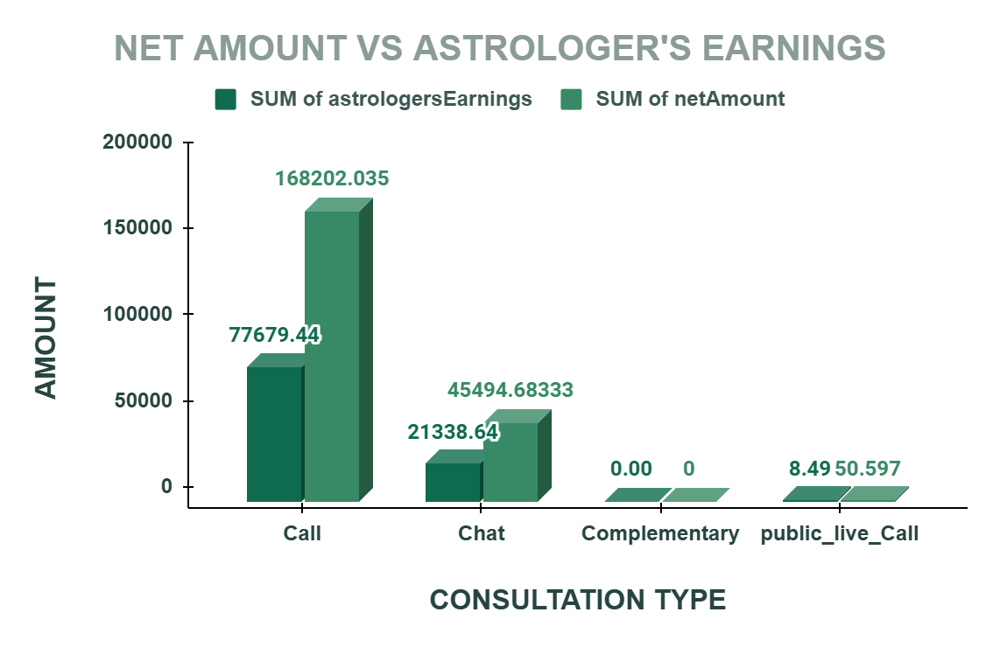 NET AMOUNT VS ASTROLOGER'S EARNINGS
SUM of astrologersEarnings SUM of netAmount
200000
168202.035
150000
100000
77679.44
50000
45494.68333
21338.64
0
0.00 0 8.49 50.597
Call Chat Complementary public_live_Call
AMOUNT
CONSULTATION TYPE